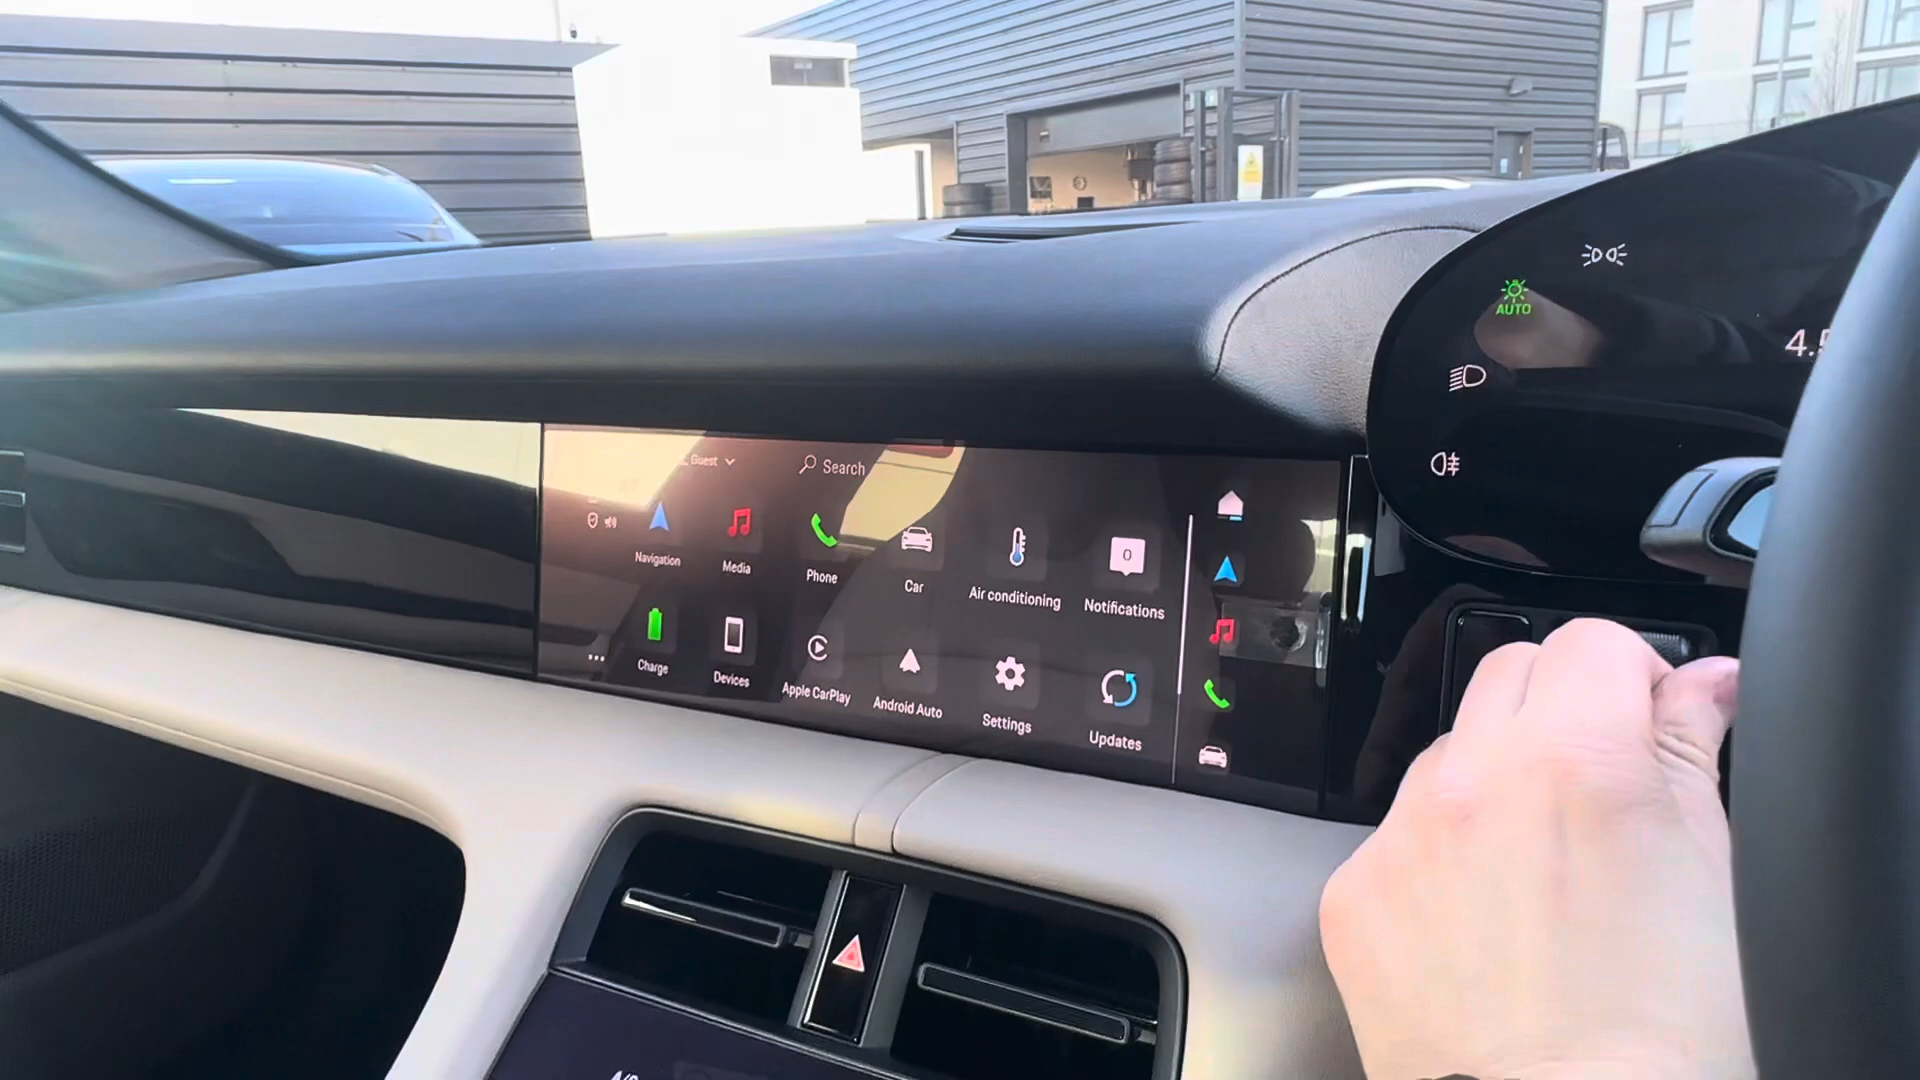 AUTO
Guest
Search
Navigation
Media
Phone
Car
Air conditioning
0
Notifications
Charge
Devices
Apple CarPlay
Android Auto
Settings
Updates